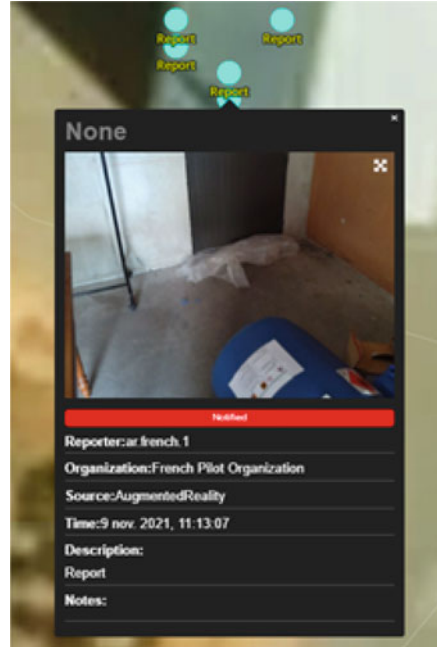 Report
Report
Report
Report
None
×
Notified
Reporter:ar.french.1
Organization:French Pilot Organization
Source:AugmentedReality
Time:9 nov. 2021, 11:13:07
Description:
Report
Notes: